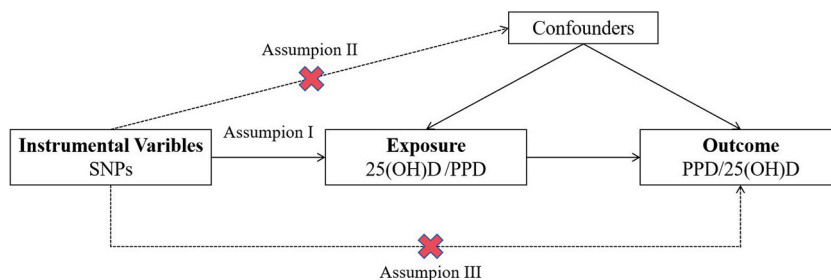 Confounders
Assumpion II
Assumpion I
Instrumental Varibles
SNPs
Exposure
25(OH)D /PPD
Outcome
PPD/25(OH)D
Assumpion III